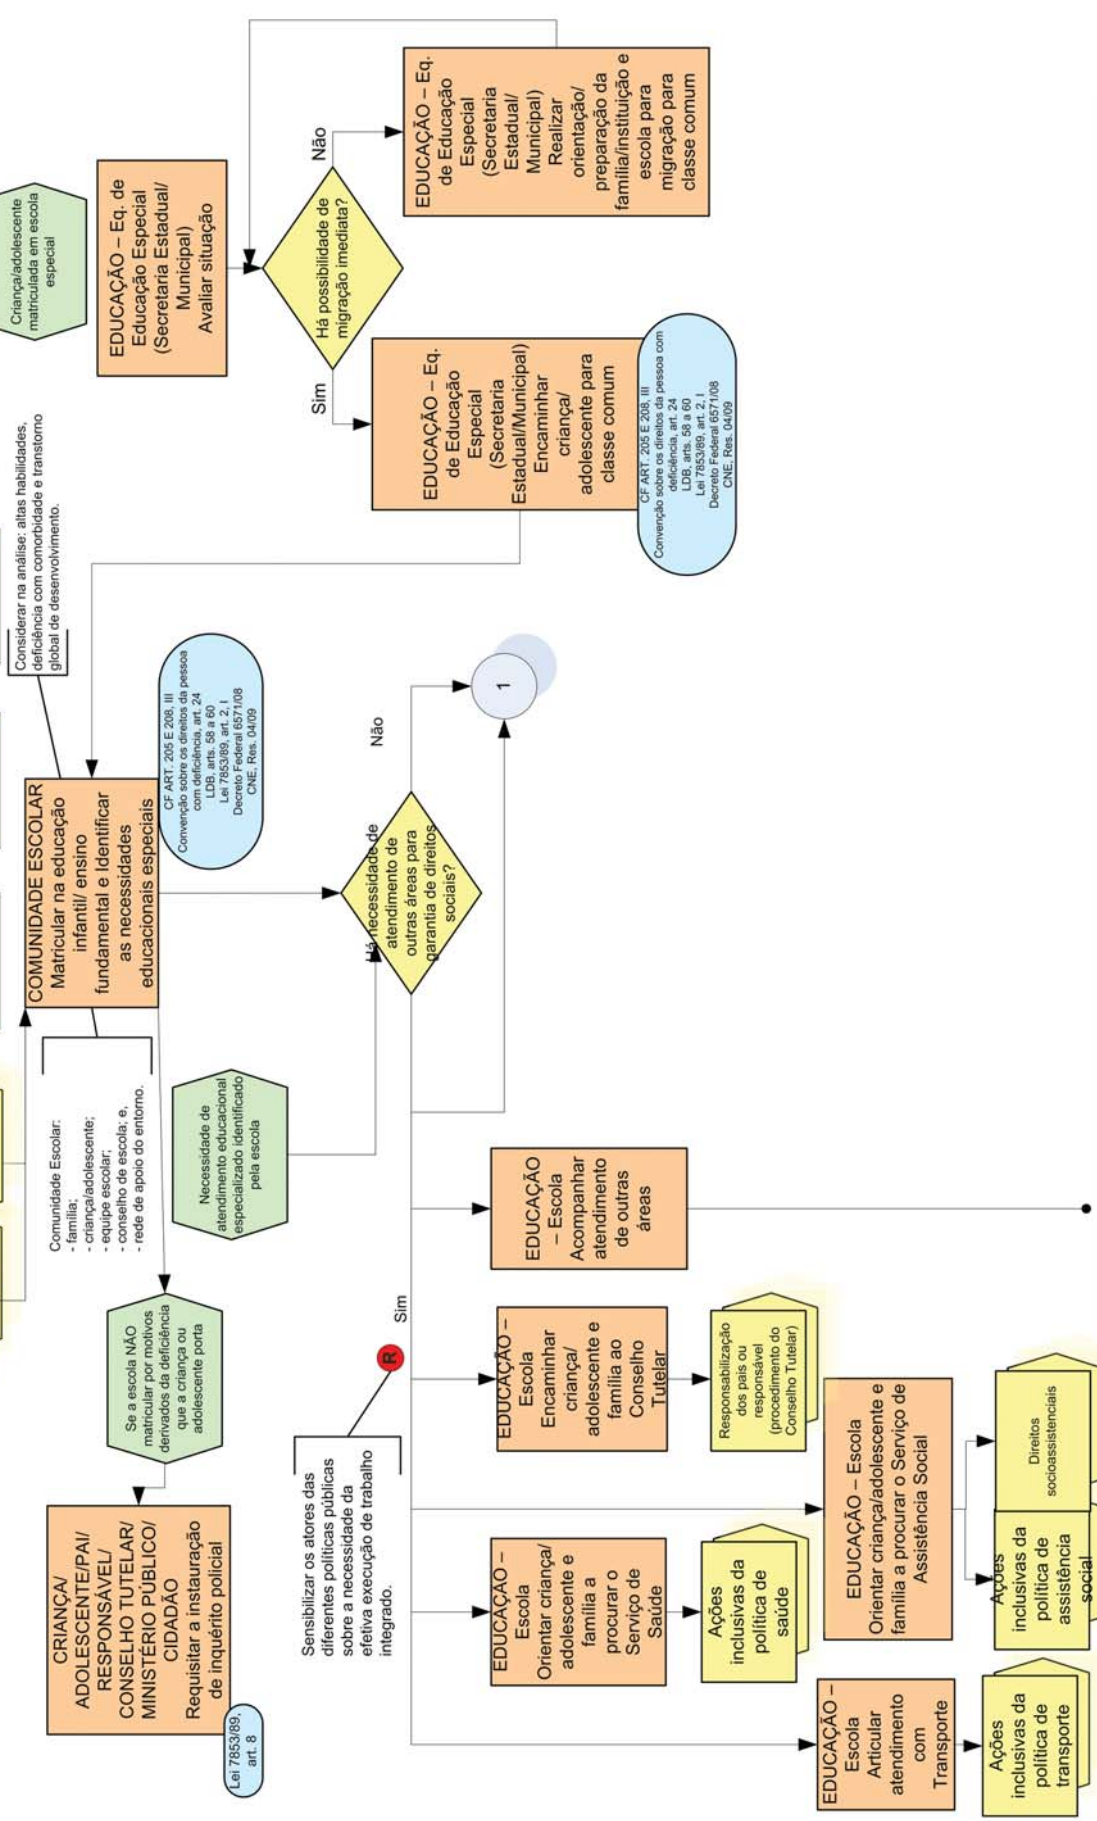 CRIANÇA/
ADOLESCENTE/PAI/
RESPONSÁVEL/
CONSELHO TUTELAR/
MINISTÉRIO PÚBLICO/
CIDADÃO
Requisitar a instauração
de inquérito policial
Lei 7853/89,
art. 8
Se a escola NÃO
matricular por motivos
derivados da deficiência
que a criança ou
adolescente porta
Comunidade Escolar:
- família;
- criança/adolescente;
- equipe escolar;
- conselho de escola; e,
- rede de apoio do entorno.
COMUNIDADE ESCOLAR
Matricular na educação
infantil/ ensino
fundamental e Identificar
as necessidades
educacionais especiais
CF ART. 205 E 208, III
Convenção sobre os direitos da pessoa
com deficiência, art. 24
LDB, arts. 58 a 60
Lei 7853/89, art. 2, I
Decreto Federal 6571/08
CNE, Res. 04/09
Considerar na análise: altas habilidades,
deficiência com comorbidade e transtorno
global de desenvolvimento.
Criança/adolescente
matriculada em escola
especial
EDUCAÇÃO – Eq. de
Educação Especial
(Secretaria Estadual/
Municipal)
Avaliar situação
Há possibilidade de
migração imediata?
Sim
Não
EDUCAÇÃO – Eq.
de Educação
Especial
(Secretaria
Estadual/Municipal)
Encaminhar
criança/
adolescente para
classe comum
CF ART. 205 E 208, III
Convenção sobre os direitos da pessoa com
deficiência, art. 24
LDB, arts. 58 a 60
Lei 7853/89, art. 2, I
Decreto Federal 6571/08
CNE, Res. 04/09
EDUCAÇÃO – Eq.
de Educação
Especial
(Secretaria
Estadual/
Municipal)
Realizar
orientação/
preparação da
família/instituição e
escola para
migração para
classe comum
Necessidade de
atendimento educacional
especializado identificado
pela escola
Há necessidade de
atendimento de
outras áreas para
garantia de direitos
sociais?
Não
1
Sim
Sensibilizar os atores das
diferentes políticas públicas
sobre a necessidade da
efetiva execução de trabalho
integrado.
R
EDUCAÇÃO –
Escola
Articular
atendimento
com
Transporte
Ações
inclusivas da
política de
transporte
EDUCAÇÃO –
Escola
Orientar criança/
adolescente e
família a
procurar o
Serviço de
Saúde
Ações
inclusivas da
política de
saúde
EDUCAÇÃO – Escola
Orientar criança/adolescente e
família a procurar o Serviço de
Assistência Social
Ações
inclusivas da
política de
assistência
social
Direitos
socioassistenciais
EDUCAÇÃO –
Escola
Encaminhar
criança/
adolescente e
família ao
Conselho
Tutelar
Responsabilização
dos pais ou
responsável
(procedimento do
Conselho Tutelar)
EDUCAÇÃO
– Escola
Acompanhar
atendimento
de outras
áreas